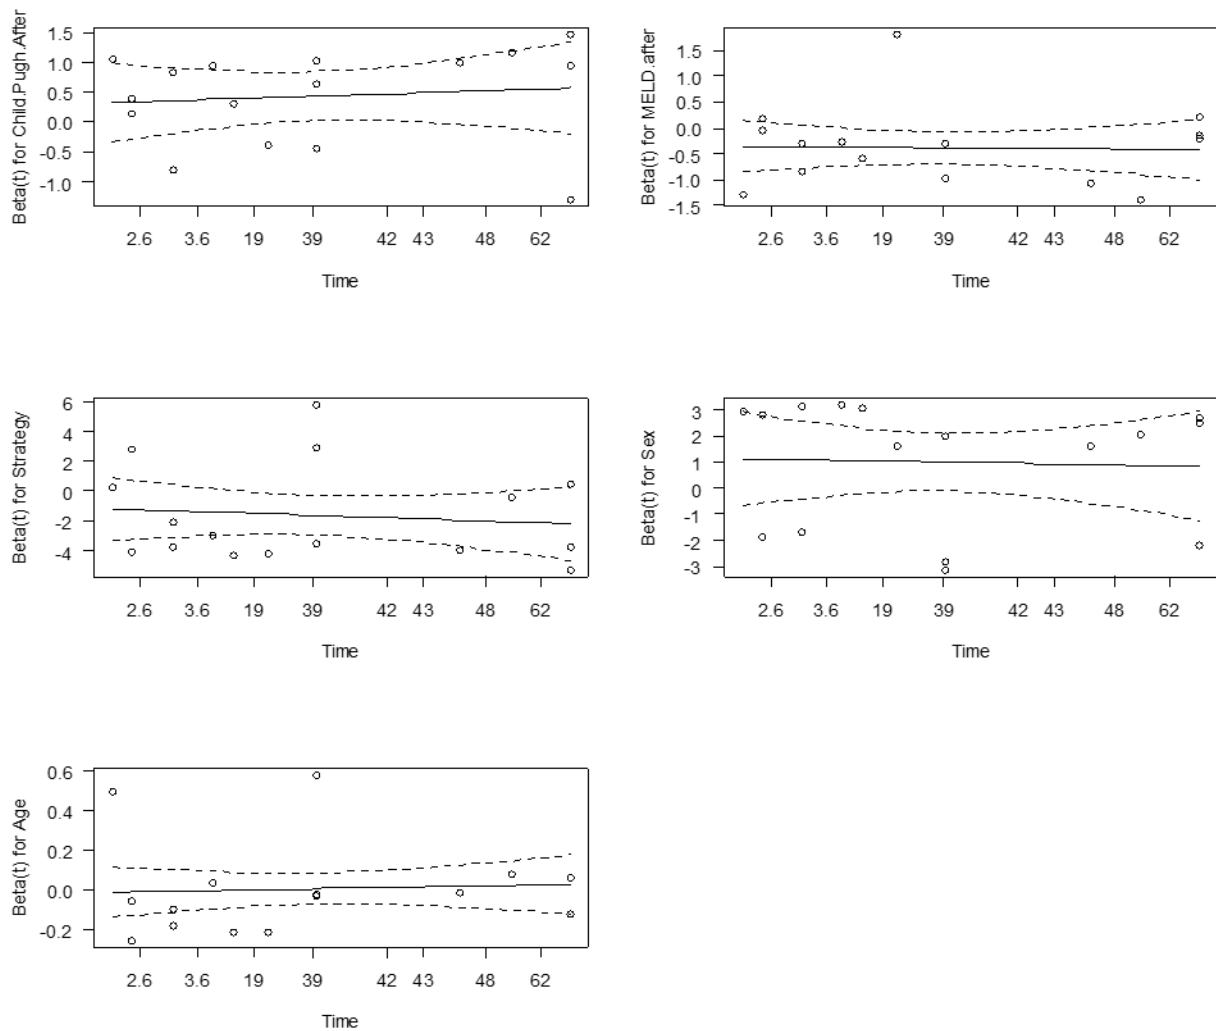 Beta(t) for Child.Pugh.After
1.5
1.0
0.5
0.0
-0.5
-1.0
2.6 3.6 19 39 42 43 48 62
Time
Beta(t) for MELD.after
1.5
1.0
0.5
0.0
-0.5
-1.0
-1.5
2.6 3.6 19 39 42 43 48 62
Time
Beta(t) for Strategy
6
4
2
0
-2
-4
2.6 3.6 19 39 42 43 48 62
Time
Beta(t) for Sex
3
2
1
0
-1
-2
-3
2.6 3.6 19 39 42 43 48 62
Time
Beta(t) for Age
0.6
0.4
0.2
0.0
-0.2
2.6 3.6 19 39 42 43 48 62
Time